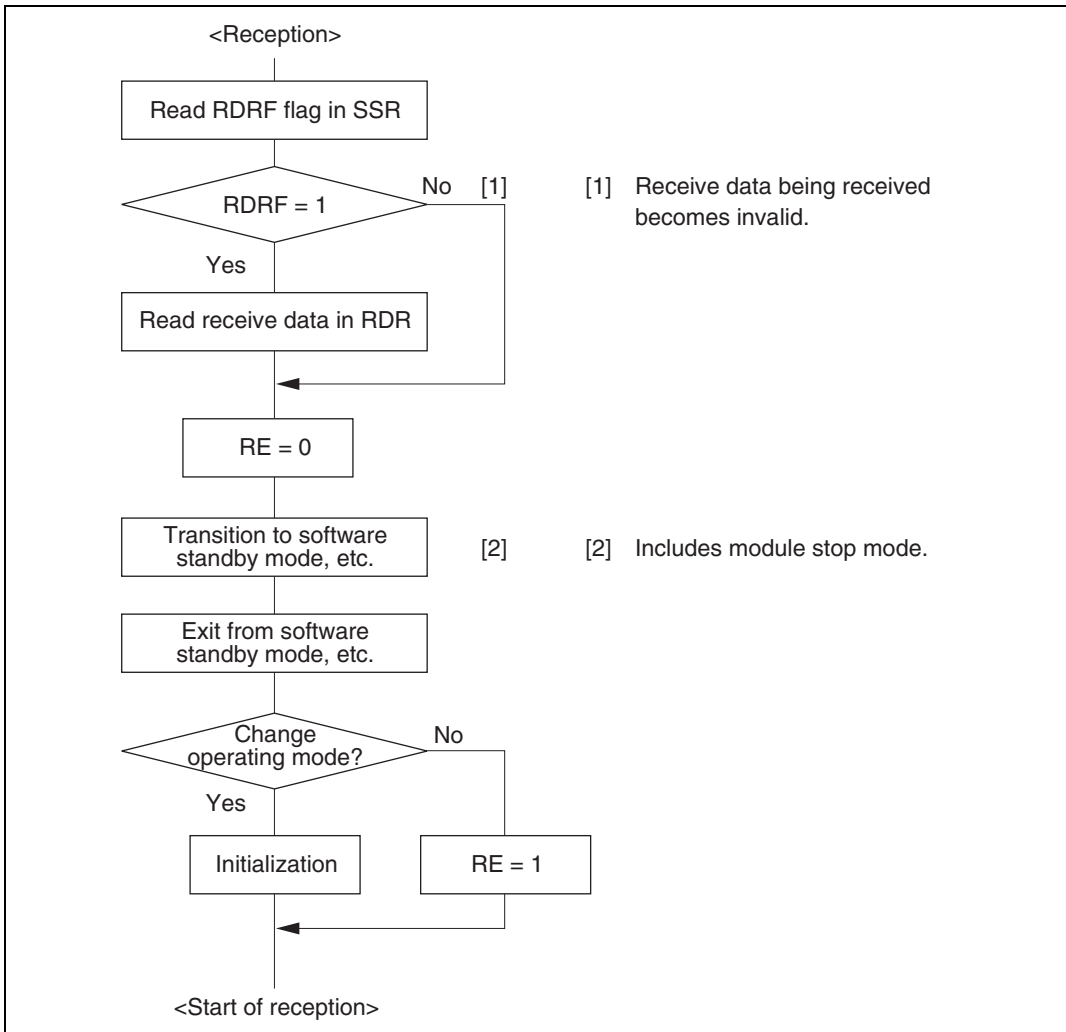 <Reception>
Read RDRF flag in SSR
RDRF = 1
No [1]
[1] Receive data being received
becomes invalid.
Yes
Read receive data in RDR
RE = 0
Transition to software
standby mode, etc.
[2]
[2] Includes module stop mode.
Exit from software
standby mode, etc.
Change
operating mode?
No
Yes
Initialization
RE = 1
<Start of reception>